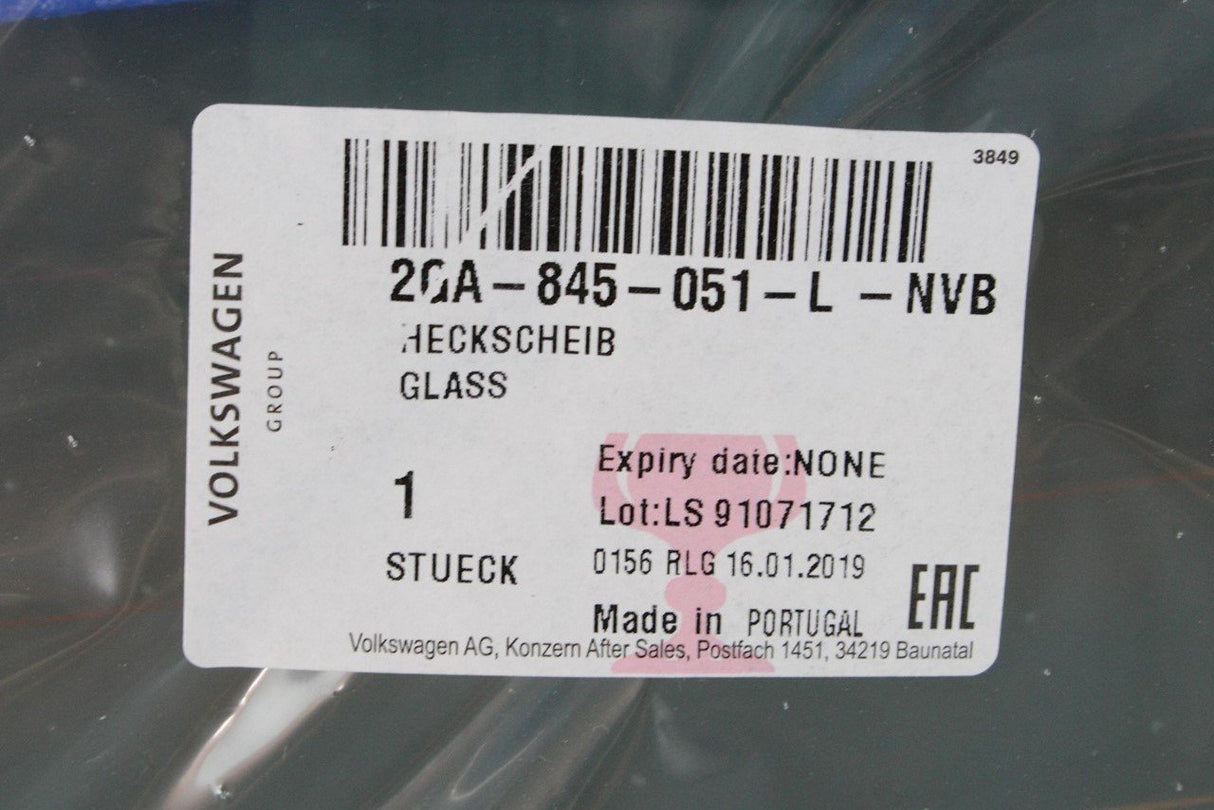 3849
VOLKSWAGEN
GROUP
2GA-845-051-L -NVB
HECKSCHEIB
GLASS
1
STUECK
Expiry date:NONE
Lot:LS 91071712
0156 RLG 16.01.2019
Made in PORTUGAL
EAC
Volkswagen AG, Konzern After Sales, Postfach 1451, 34219 Baunatal